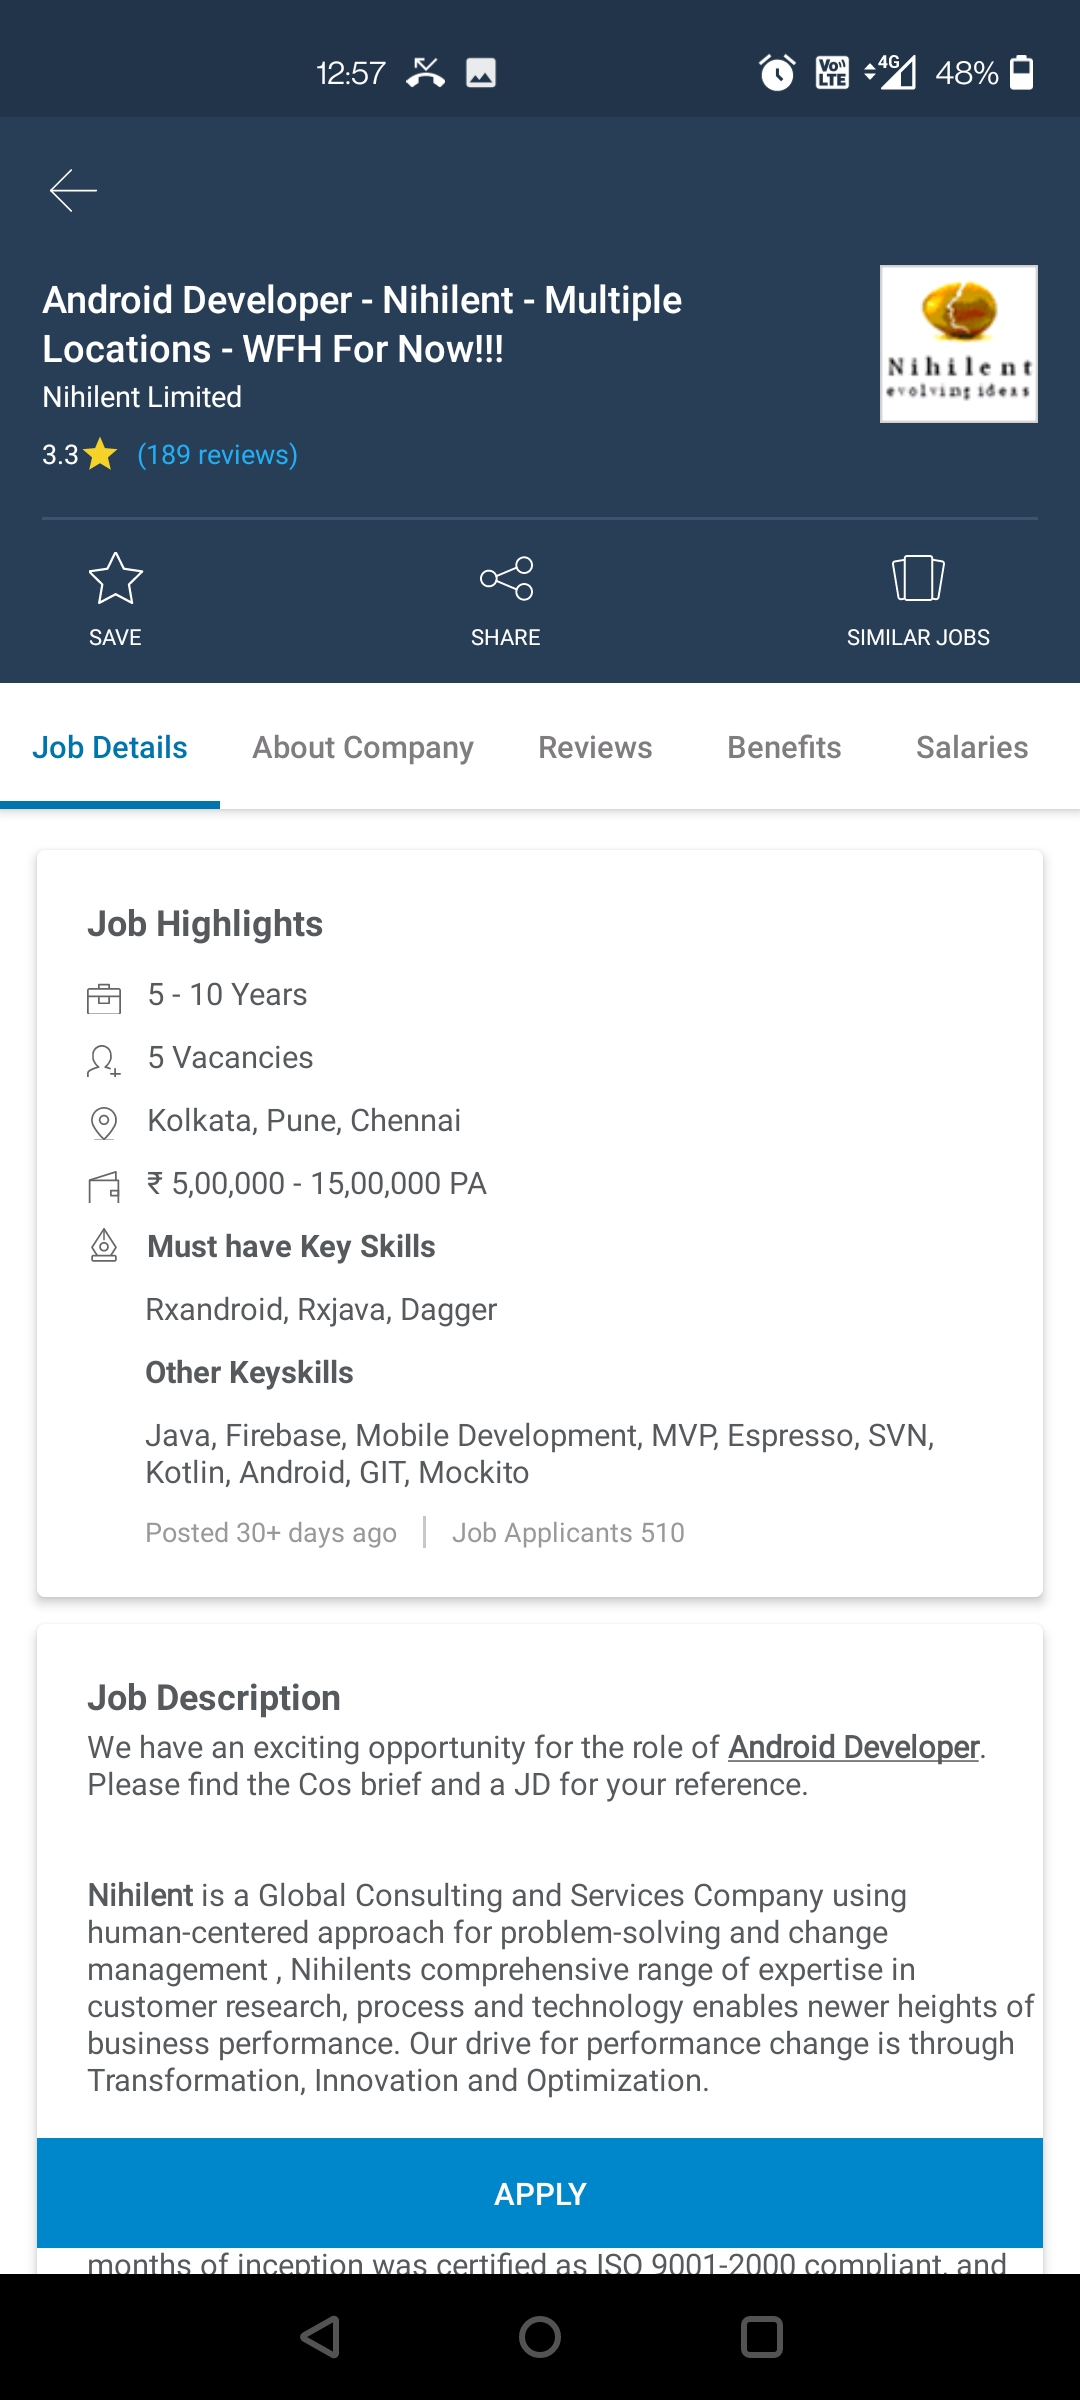 12:57 Vo)) LTE 4G 48%
Android Developer - Nihilent - Multiple
Locations - WFH For Now!!!
Nihilent Limited
3.3 (189 reviews)
Nihilent
evolving ideas
SAVE SHARE SIMILAR JOBS
Job Details About Company Reviews Benefits Salaries
Job Highlights
5 - 10 Years
5 Vacancies
Kolkata, Pune, Chennai
₹ 5,00,000 - 15,00,000 PA
Must have Key Skills
Rxandroid, Rxjava, Dagger
Other Keyskills
Java, Firebase, Mobile Development, MVP, Espresso, SVN,
Kotlin, Android, GIT, Mockito
Posted 30+ days ago | Job Applicants 510
Job Description
We have an exciting opportunity for the role of Android Developer.
Please find the Cos brief and a JD for your reference.
Nihilent is a Global Consulting and Services Company using
human-centered approach for problem-solving and change
management , Nihilents comprehensive range of expertise in
customer research, process and technology enables newer heights of
business performance. Our drive for performance change is through
Transformation, Innovation and Optimization.
APPLY
months of inception was certified as ISO 9001-2000 compliant, and